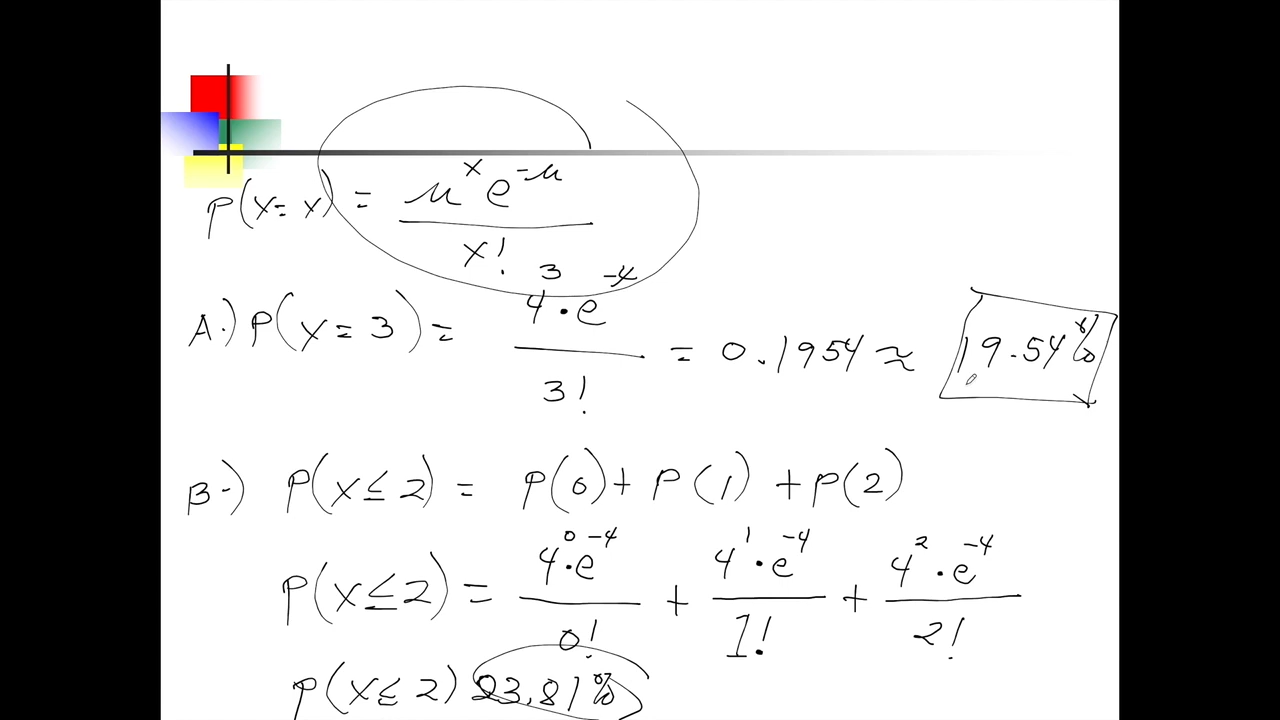 P(X=x) = μ^x e^-μ / x!
A.) P(X=3) = 4^3 · e^-4 / 3! = 0.1954 ≈ 19.54%
B.) P(X≤2) = P(0) + P(1) + P(2)
P(X≤2) = 4^0 · e^-4 / 0! + 4^1 · e^-4 / 1! + 4^2 · e^-4 / 2!
P(X≤2) 23.81%